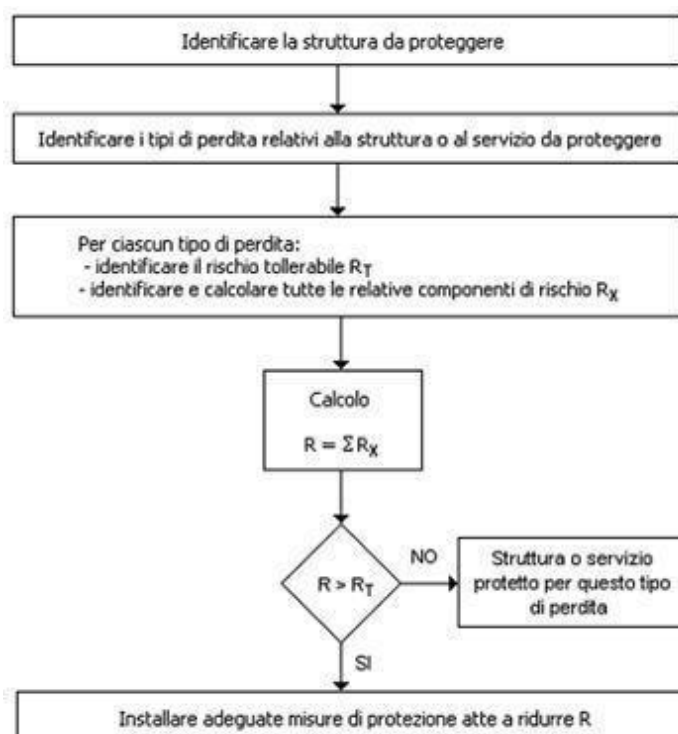 Identificare la struttura da proteggere
Identificare i tipi di perdita relativi alla struttura o al servizio da proteggere
Per ciascun tipo di perdita:
- identificare il rischio tollerabile RT
- identificare e calcolare tutte le relative componenti di rischio RX
Calcolo
R = ΣRX
R > RT
NO
Struttura o servizio
protetto per questo tipo
di perdita
SI
Installare adeguate misure di protezione atte a ridurre R